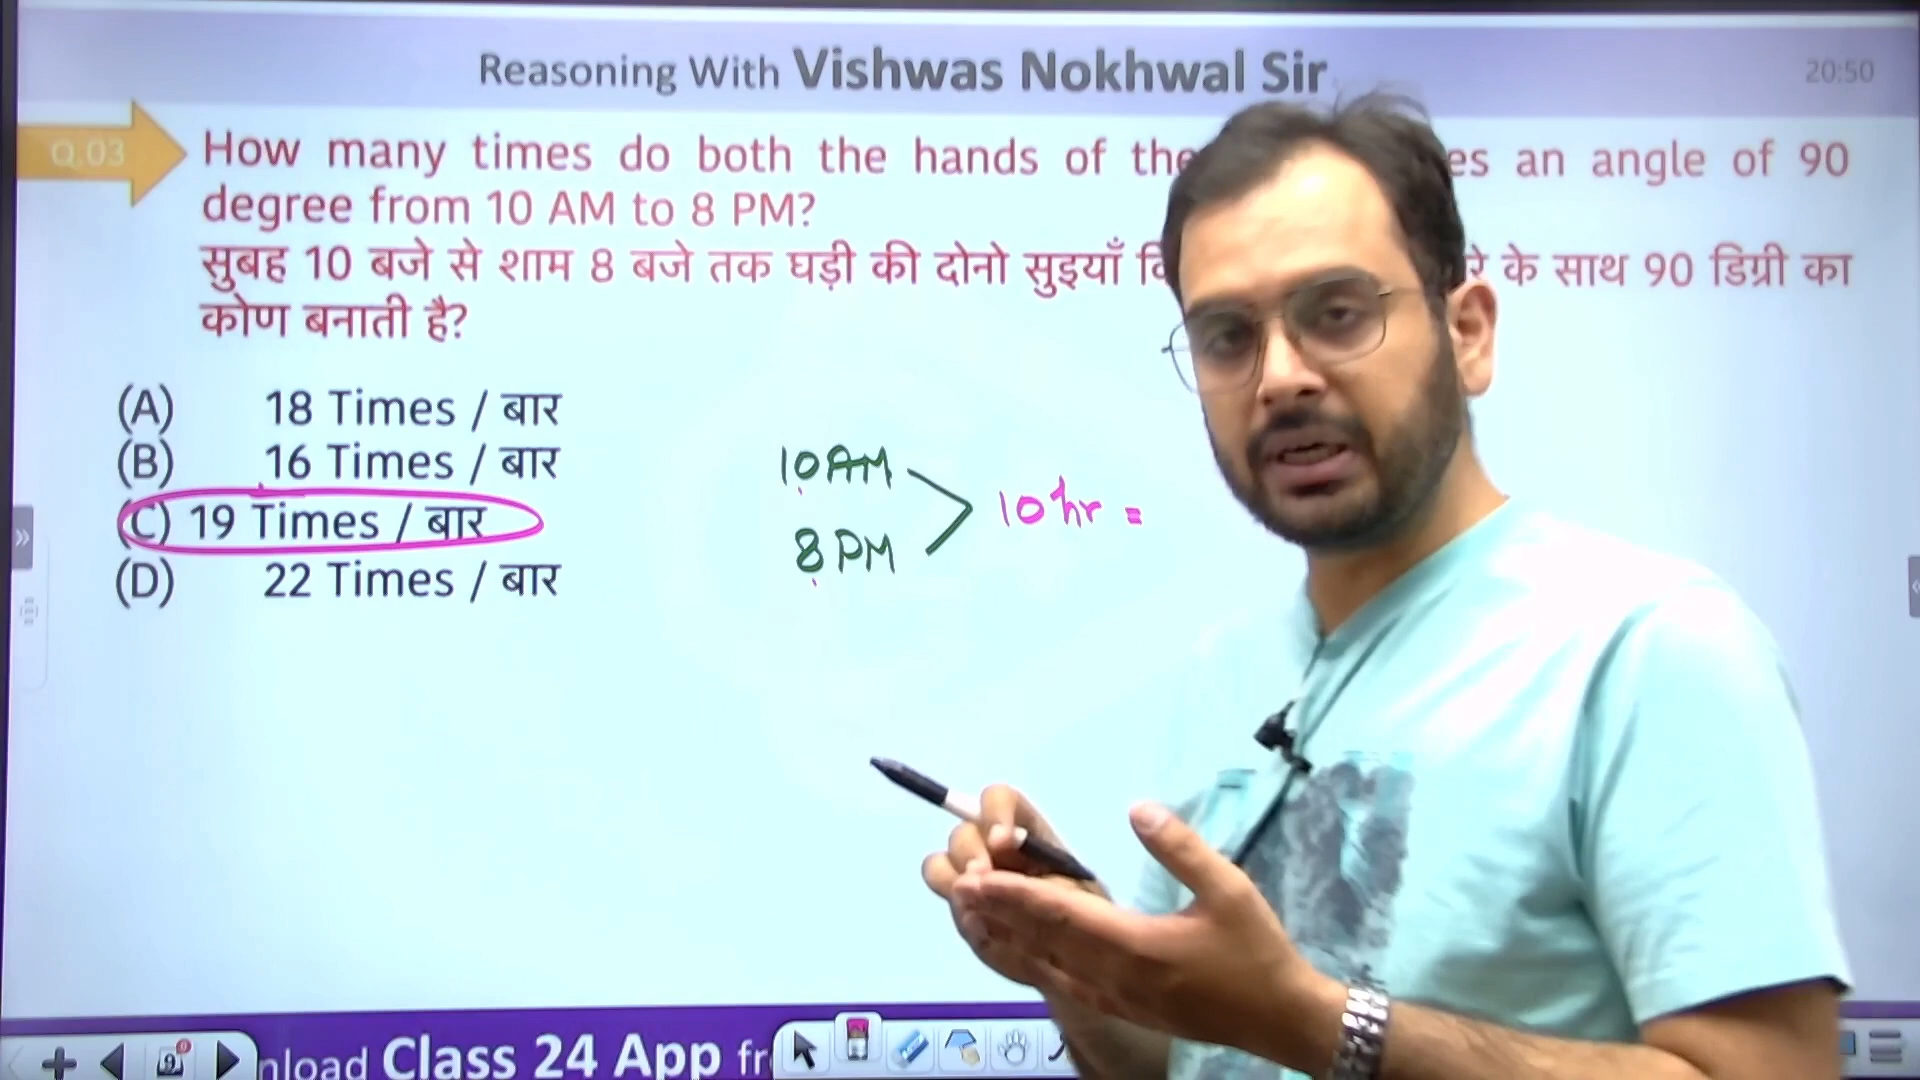 Reasoning With Vishwas Nokhwal Sir
20:50
Q.03
How many times do both the hands of the es an angle of 90
degree from 10 AM to 8 PM?
सुबह 10 बजे से शाम 8 बजे तक घड़ी की दोनो सुइयाँ के साथ 90 डिग्री का
कोण बनाती है?
(A) 18 Times / बार
(B) 16 Times / बार
(C) 19 Times / बार
(D) 22 Times / बार
10 AM
8 PM
10 hr =
nload Class 24 App fr